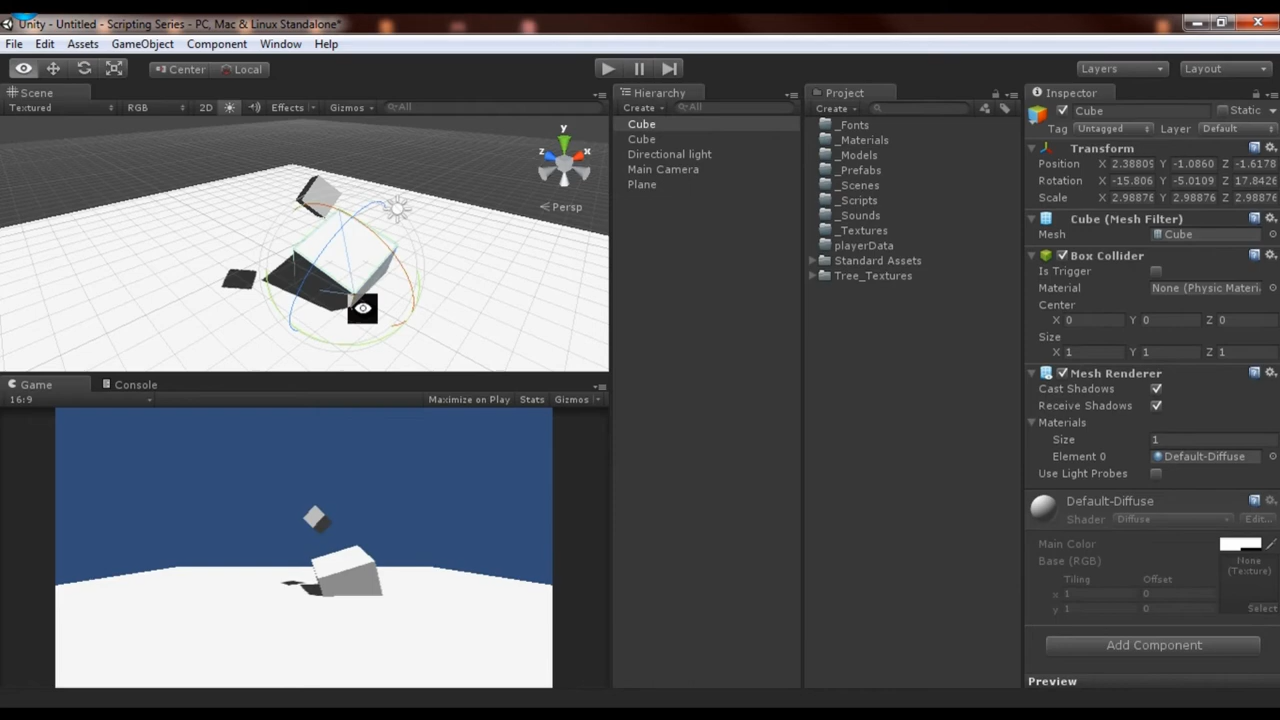 Unity - Untitled - Scripting Series - PC, Mac & Linux Standalone*
File Edit Assets GameObject Component Window Help
Center Local Layers Layout
Scene
Textured RGB 2D Effects Gizmos All
y
z x
Persp
Game Console
16:9 Maximize on Play Stats Gizmos
Hierarchy
Create All
Cube
Cube
Directional light
Main Camera
Plane
Project
Create
_Fonts
_Materials
_Models
_Prefabs
_Scenes
_Scripts
_Sounds
_Textures
playerData
Standard Assets
Tree_Textures
Inspector
Cube Static
Tag Untagged Layer Default
Transform
Position X 2.38809 Y -1.0860 Z -1.6178
Rotation X -15.806 Y -5.0109 Z 17.8426
Scale X 2.98876 Y 2.98876 Z 2.98876
Cube (Mesh Filter)
Mesh Cube
Box Collider
Is Trigger
Material None (Physic Materi
Center
X 0 Y 0 Z 0
Size
X 1 Y 1 Z 1
Mesh Renderer
Cast Shadows
Receive Shadows
Materials
Size 1
Element 0 Default-Diffuse
Use Light Probes
Default-Diffuse
Shader Diffuse Edit...
Main Color
Base (RGB) None
(Texture)
Tiling Offset
x 1 0
y 1 0 Select
Add Component
Preview